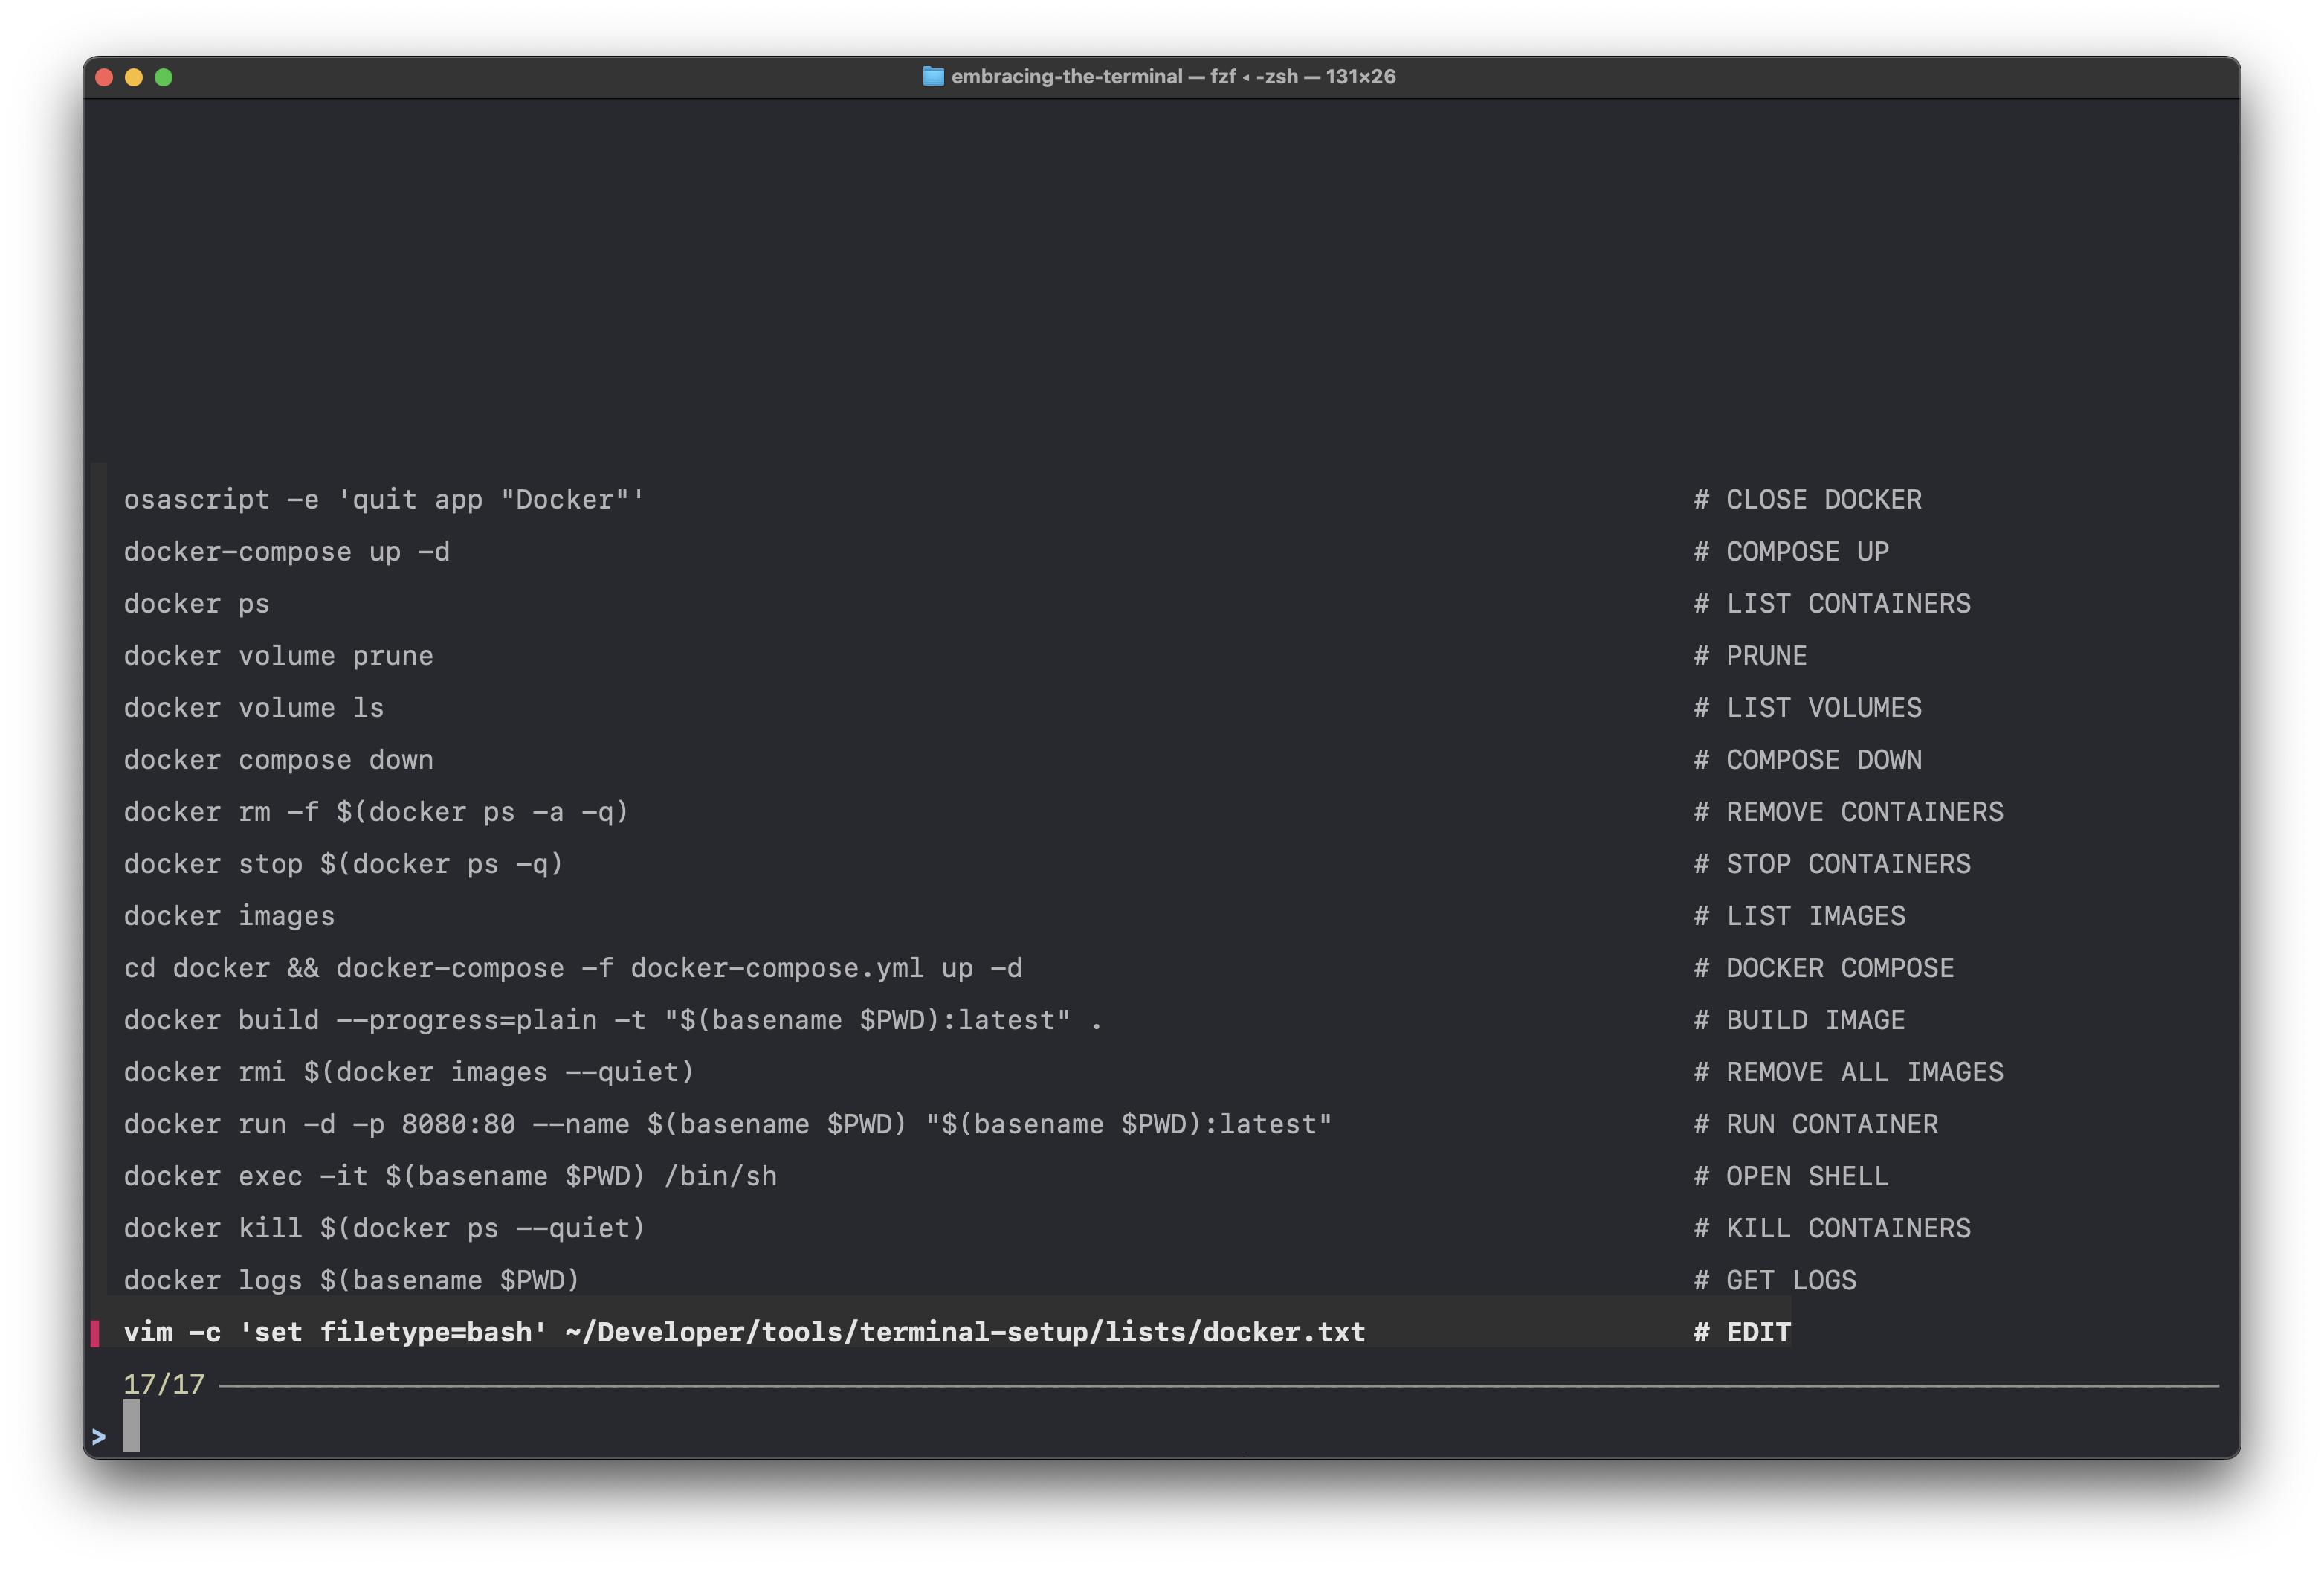 embracing-the-terminal — fzf ◂ -zsh — 131×26
osascript -e 'quit app "Docker"' # CLOSE DOCKER
docker-compose up -d # COMPOSE UP
docker ps # LIST CONTAINERS
docker volume prune # PRUNE
docker volume ls # LIST VOLUMES
docker compose down # COMPOSE DOWN
docker rm -f $(docker ps -a -q) # REMOVE CONTAINERS
docker stop $(docker ps -q) # STOP CONTAINERS
docker images # LIST IMAGES
cd docker && docker-compose -f docker-compose.yml up -d # DOCKER COMPOSE
docker build --progress=plain -t "$(basename $PWD):latest" . # BUILD IMAGE
docker rmi $(docker images --quiet) # REMOVE ALL IMAGES
docker run -d -p 8080:80 --name $(basename $PWD) "$(basename $PWD):latest" # RUN CONTAINER
docker exec -it $(basename $PWD) /bin/sh # OPEN SHELL
docker kill $(docker ps --quiet) # KILL CONTAINERS
docker logs $(basename $PWD) # GET LOGS
vim -c 'set filetype=bash' ~/Developer/tools/terminal-setup/lists/docker.txt # EDIT
17/17
>